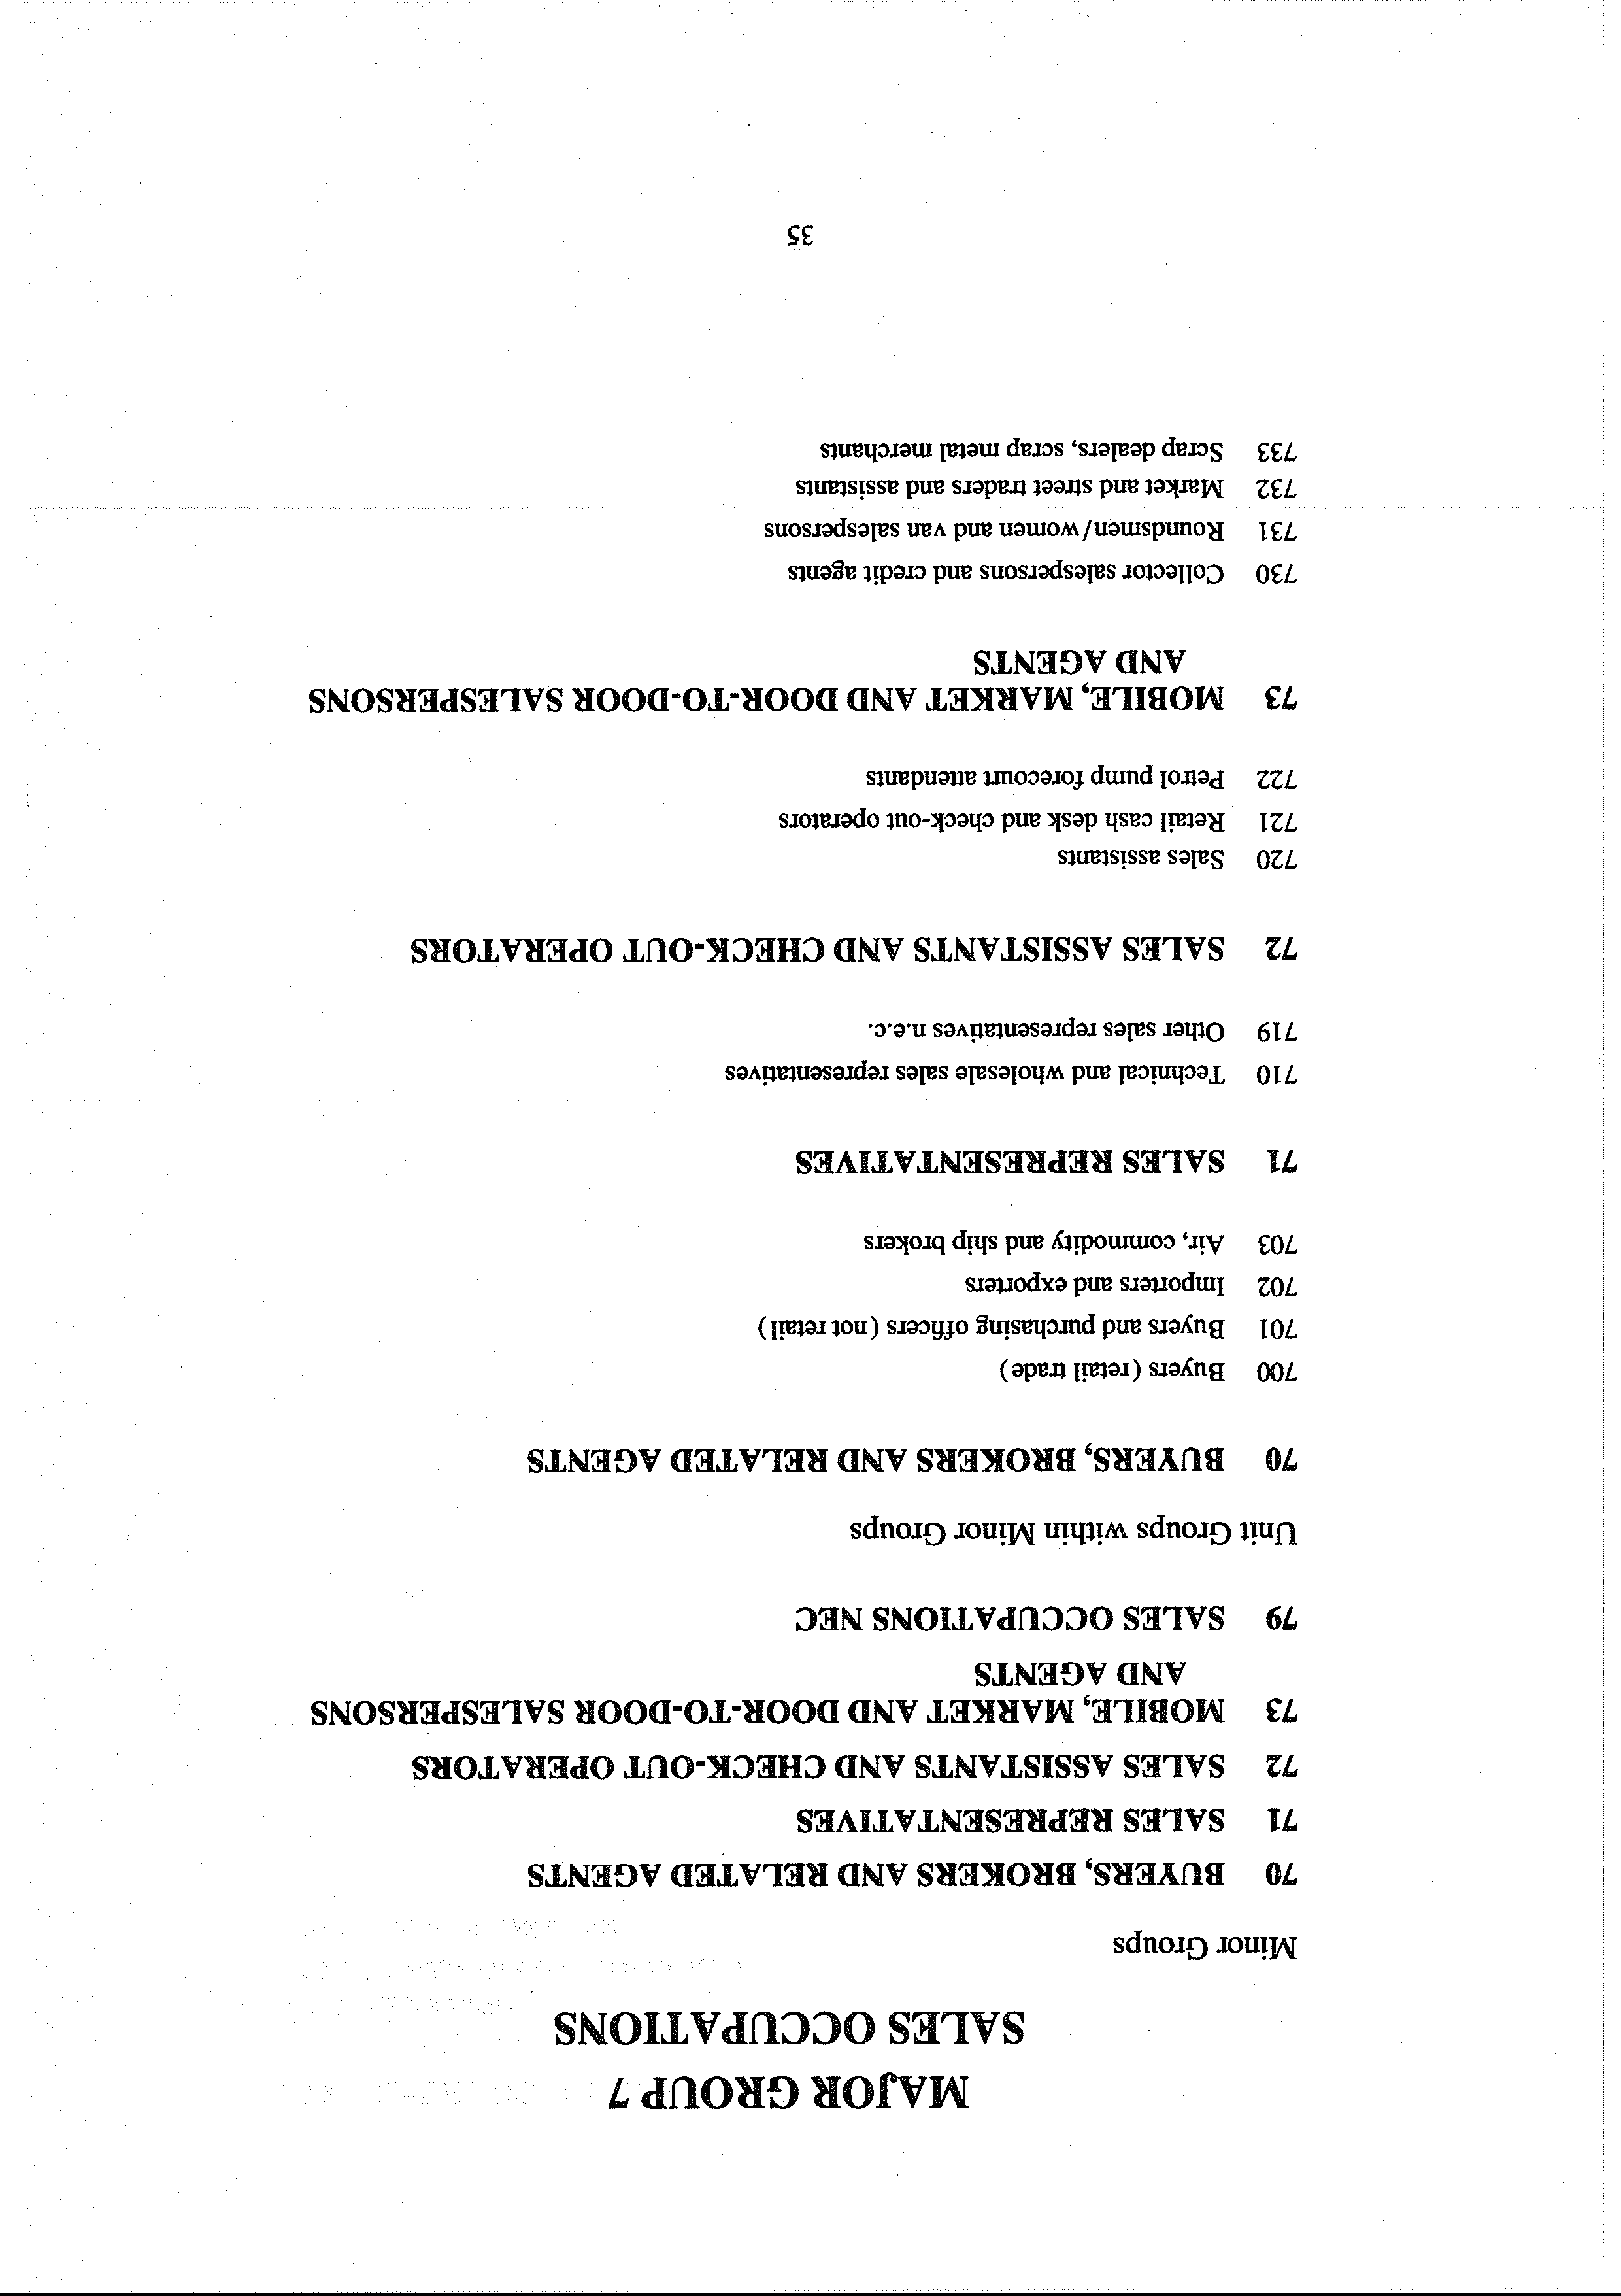 MAJOR GROUP 7
SALES OCCUPATIONS
Minor Groups
70 BUYERS, BROKERS AND RELATED AGENTS
71 SALES REPRESENTATIVES
72 SALES ASSISTANTS AND CHECK-OUT OPERATORS
73 MOBILE, MARKET AND DOOR-TO-DOOR SALESPERSONS
AND AGENTS
79 SALES OCCUPATIONS NEC
Unit Groups within Minor Groups
70 BUYERS, BROKERS AND RELATED AGENTS
700 Buyers (retail trade)
701 Buyers and purchasing officers (not retail)
702 Importers and exporters
703 Air, commodity and ship brokers
71 SALES REPRESENTATIVES
710 Technical and wholesale sales representatives
719 Other sales representatives n.e.c.
72 SALES ASSISTANTS AND CHECK-OUT OPERATORS
720 Sales assistants
721 Retail cash desk and check-out operators
722 Petrol pump forecourt attendants
73 MOBILE, MARKET AND DOOR-TO-DOOR SALESPERSONS
AND AGENTS
730 Collector salespersons and credit agents
731 Roundsmen/women and van salespersons
732 Market and street traders and assistants
733 Scrap dealers, scrap metal merchants
35